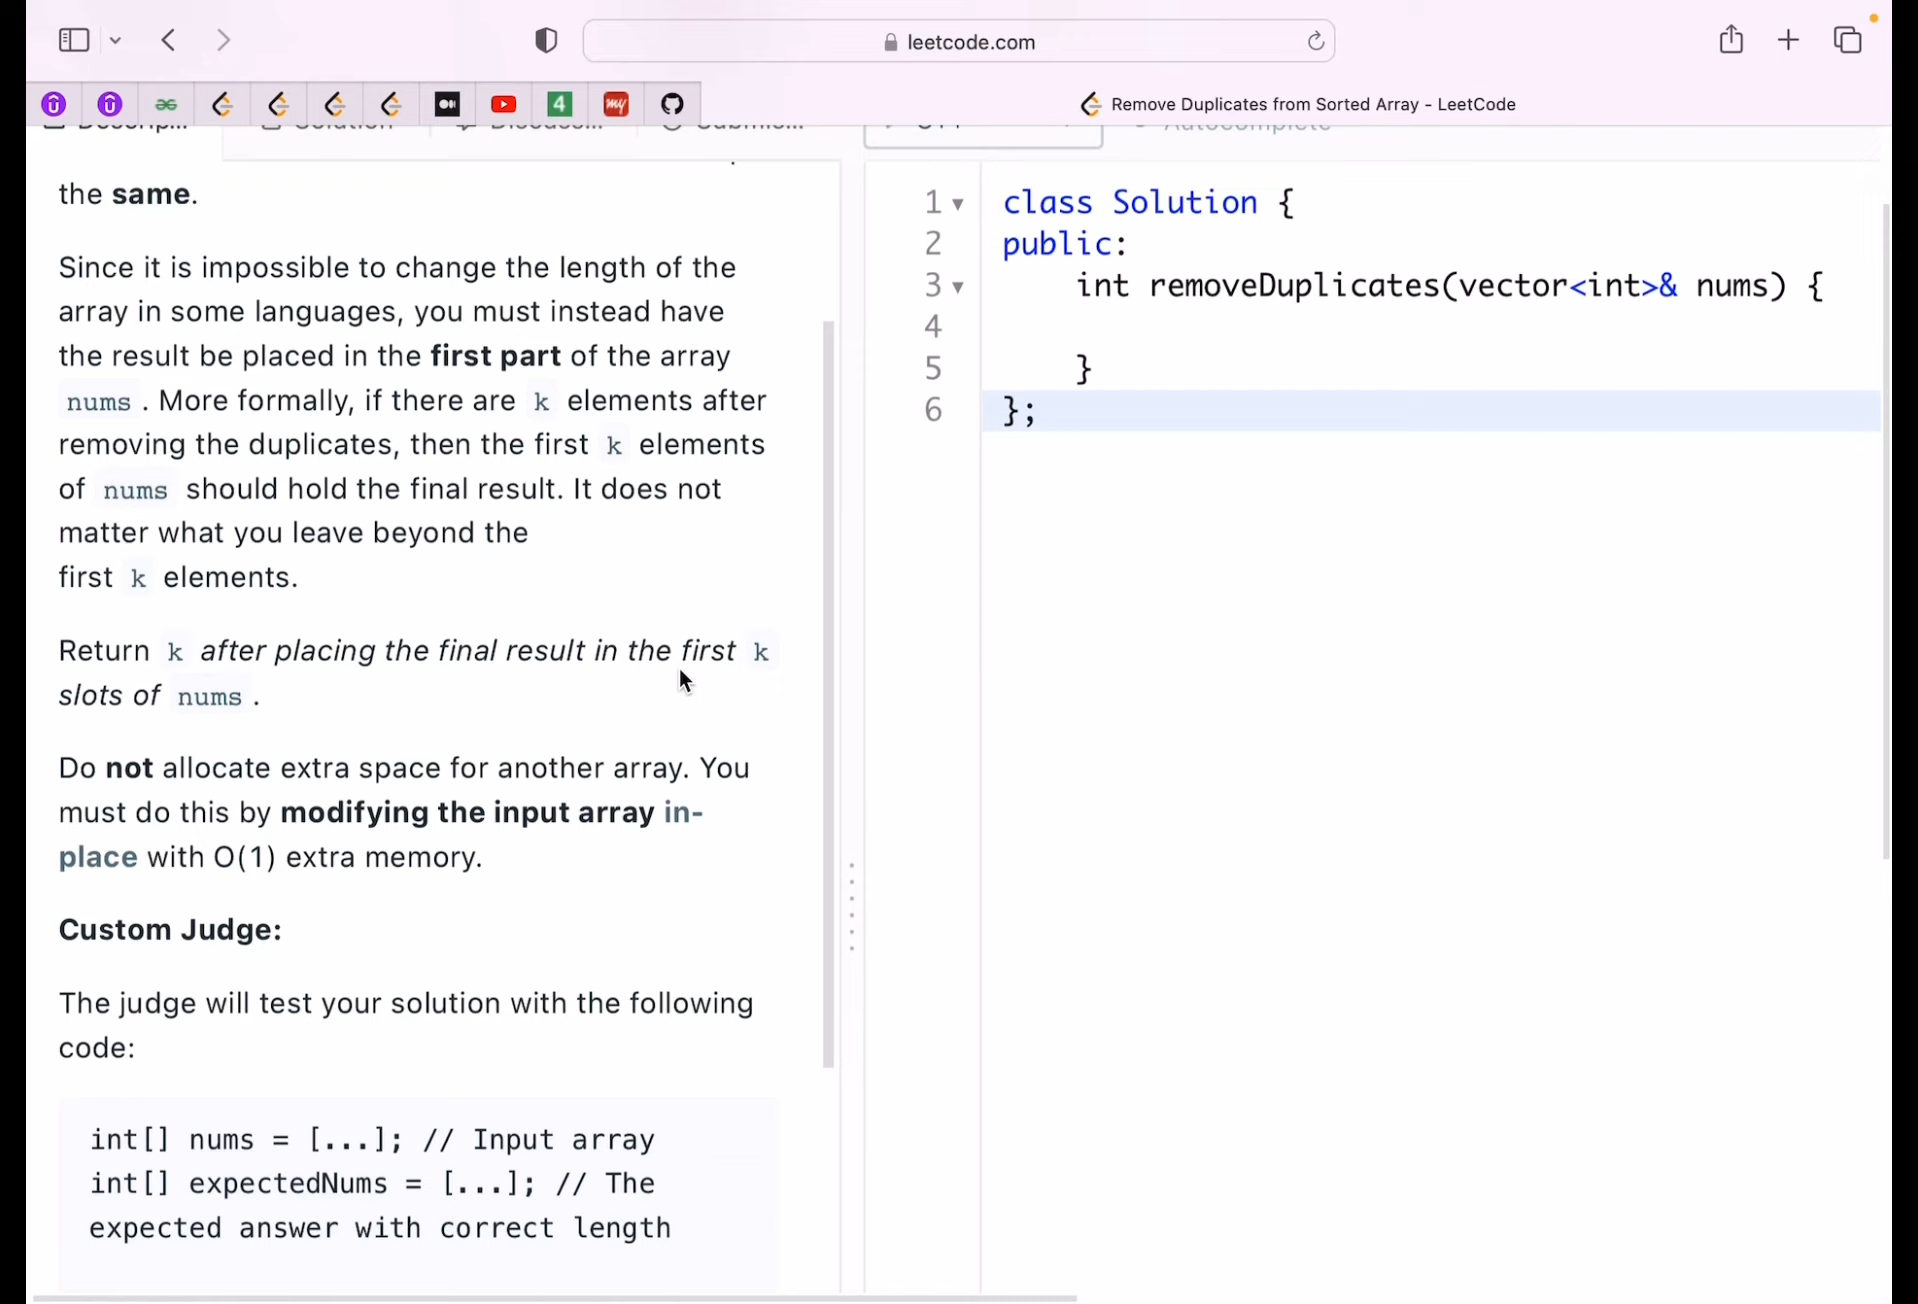 leetcode.com
4
my
Remove Duplicates from Sorted Array - LeetCode
Autocomplete
the same.
Since it is impossible to change the length of the
array in some languages, you must instead have
the result be placed in the first part of the array
nums . More formally, if there are k elements after
removing the duplicates, then the first k elements
of nums should hold the final result. It does not
matter what you leave beyond the
first k elements.
Return k after placing the final result in the first k
slots of nums .
Do not allocate extra space for another array. You
must do this by modifying the input array in-
place with O(1) extra memory.
Custom Judge:
The judge will test your solution with the following
code:
int[] nums = [...]; // Input array
int[] expectedNums = [...]; // The
expected answer with correct length
1 class Solution {
2 public:
3 int removeDuplicates(vector<int>& nums) {
4
5 }
6 };